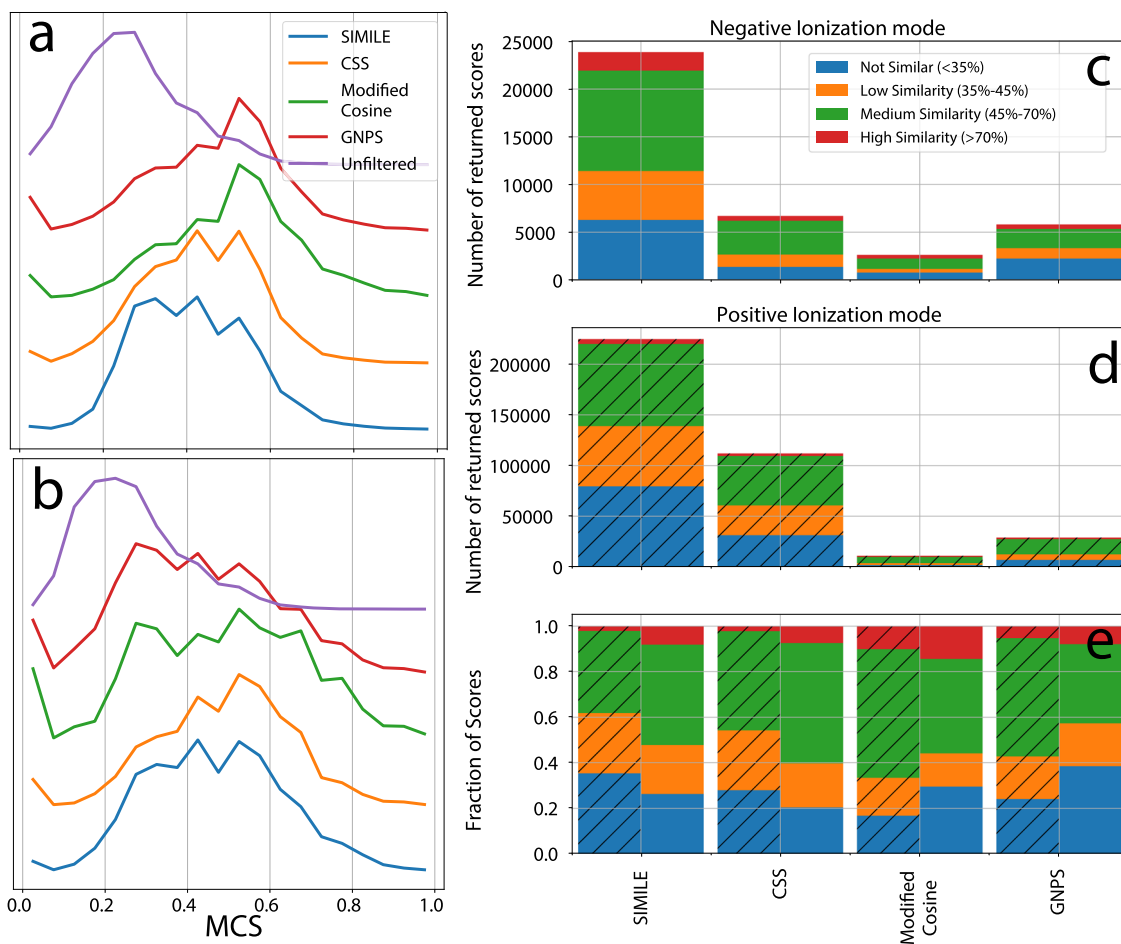 a
SIMILE
CSS
Modified
Cosine
GNPS
Unfiltered
b
0.0
0.2
0.4
0.6
0.8
1.0
MCS
Negative Ionization mode
c
Number of returned scores
25000
20000
15000
10000
5000
0
Not Similar (<35%)
Low Similarity (35%-45%)
Medium Similarity (45%-70%)
High Similarity (>70%)
Positive Ionization mode
d
Number of returned scores
200000
150000
100000
50000
0
e
Fraction of Scores
1.0
0.8
0.6
0.4
0.2
0.0
SIMILE
CSS
Modified
Cosine
GNPS